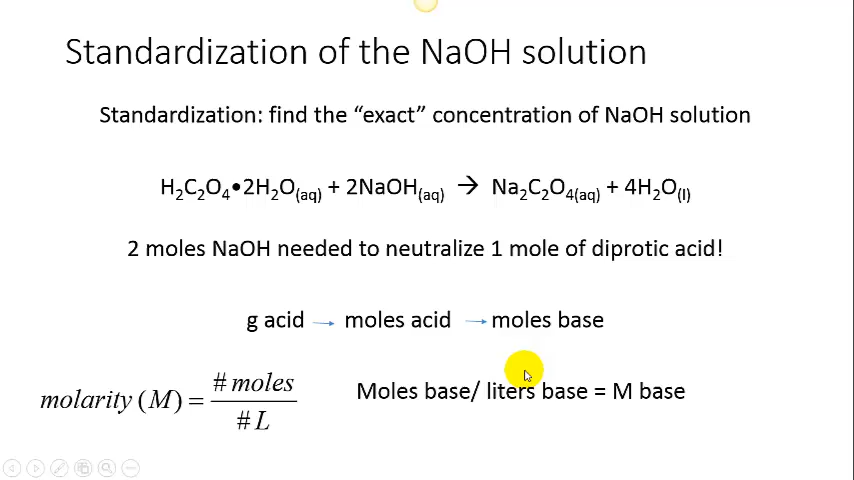 Standardization of the NaOH solution
Standardization: find the “exact” concentration of NaOH solution
H₂C₂O₄•2H₂O(aq) + 2NaOH(aq) → Na₂C₂O₄(aq) + 4H₂O(l)
2 moles NaOH needed to neutralize 1 mole of diprotic acid!
g acid → moles acid → moles base
molarity (M) = # moles / # L
Moles base/ liters base = M base